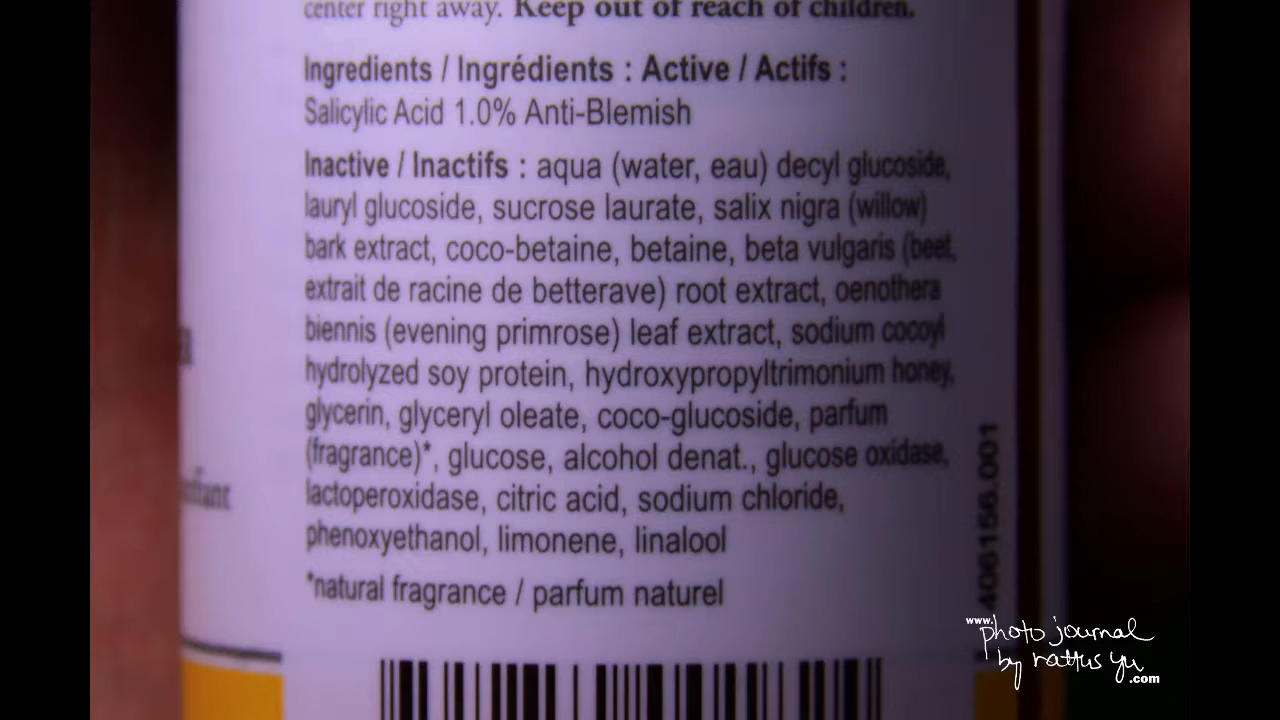 center right away. Keep out of reach of children.
Ingredients / Ingrédients : Active / Actifs :
Salicylic Acid 1.0% Anti-Blemish
Inactive / Inactifs : aqua (water, eau) decyl glucoside,
lauryl glucoside, sucrose laurate, salix nigra (willow)
bark extract, coco-betaine, betaine, beta vulgaris (beet,
extrait de racine de betterave) root extract, oenothera
biennis (evening primrose) leaf extract, sodium cocoyl
hydrolyzed soy protein, hydroxypropyltrimonium honey,
glycerin, glyceryl oleate, coco-glucoside, parfum
(fragrance)*, glucose, alcohol denat., glucose oxidase,
lactoperoxidase, citric acid, sodium chloride,
phenoxyethanol, limonene, linalool
*natural fragrance / parfum naturel
406156.001
www.
photo journal
by rattus yu
.com